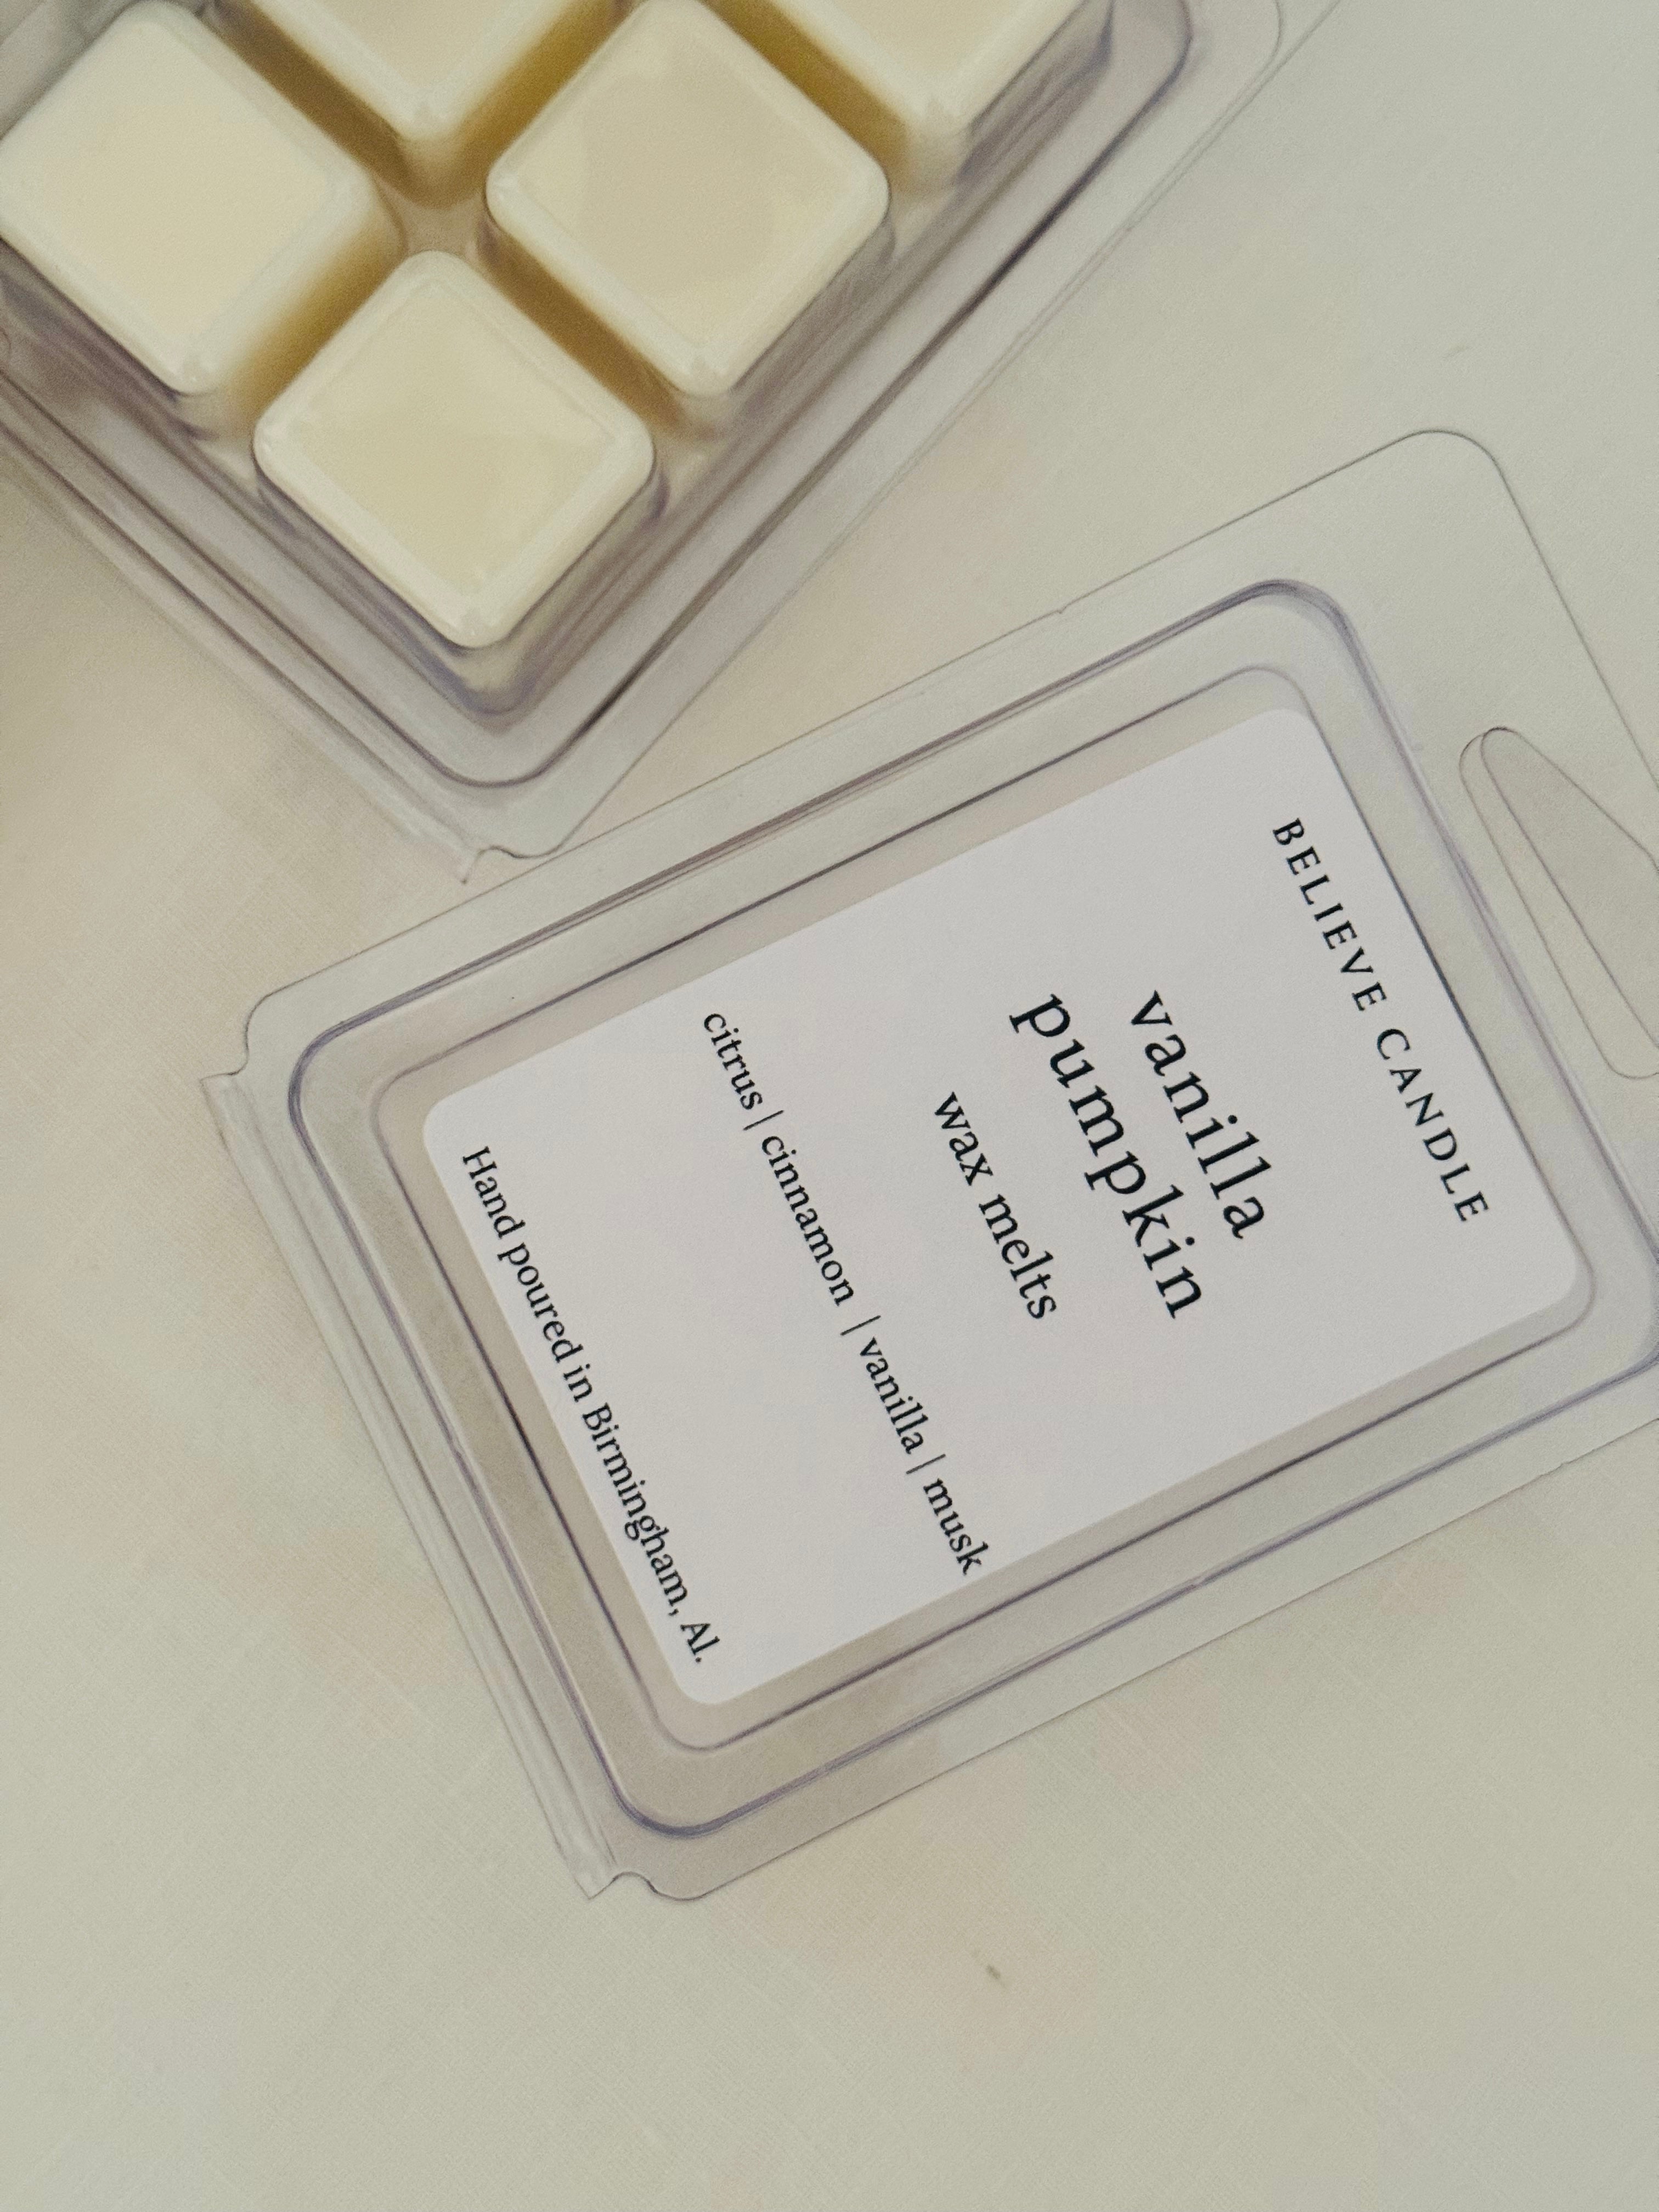 BELIEVE CANDLE
vanilla
pumpkin
wax melts
citrus | cinnamon | vanilla | musk
Hand poured in Birmingham, Al.